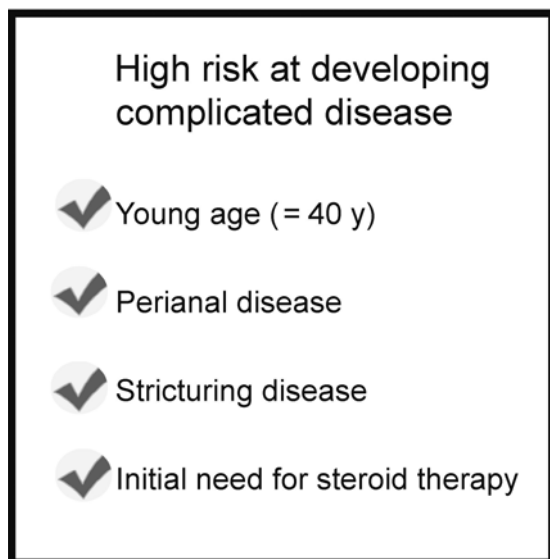 High risk at developing
complicated disease
Young age (= 40 y)
Perianal disease
Stricturing disease
Initial need for steroid therapy